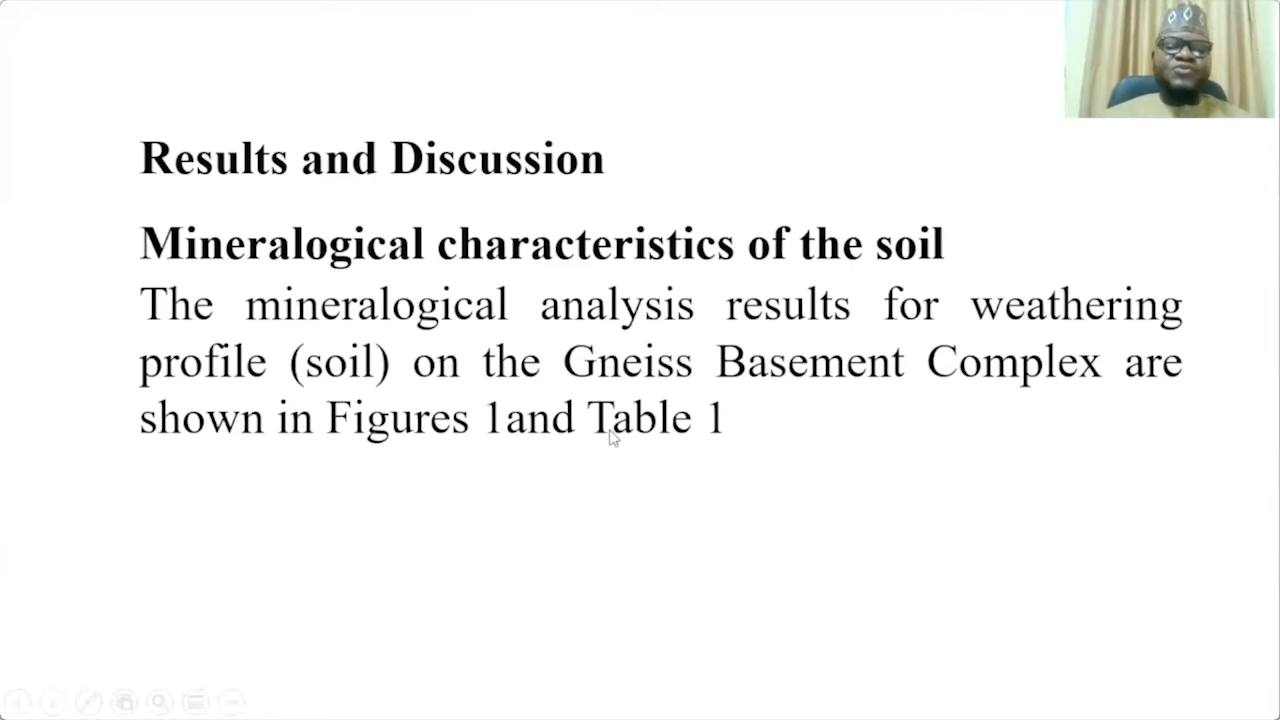 Results and Discussion
Mineralogical characteristics of the soil
The mineralogical analysis results for weathering
profile (soil) on the Gneiss Basement Complex are
shown in Figures 1and Table 1